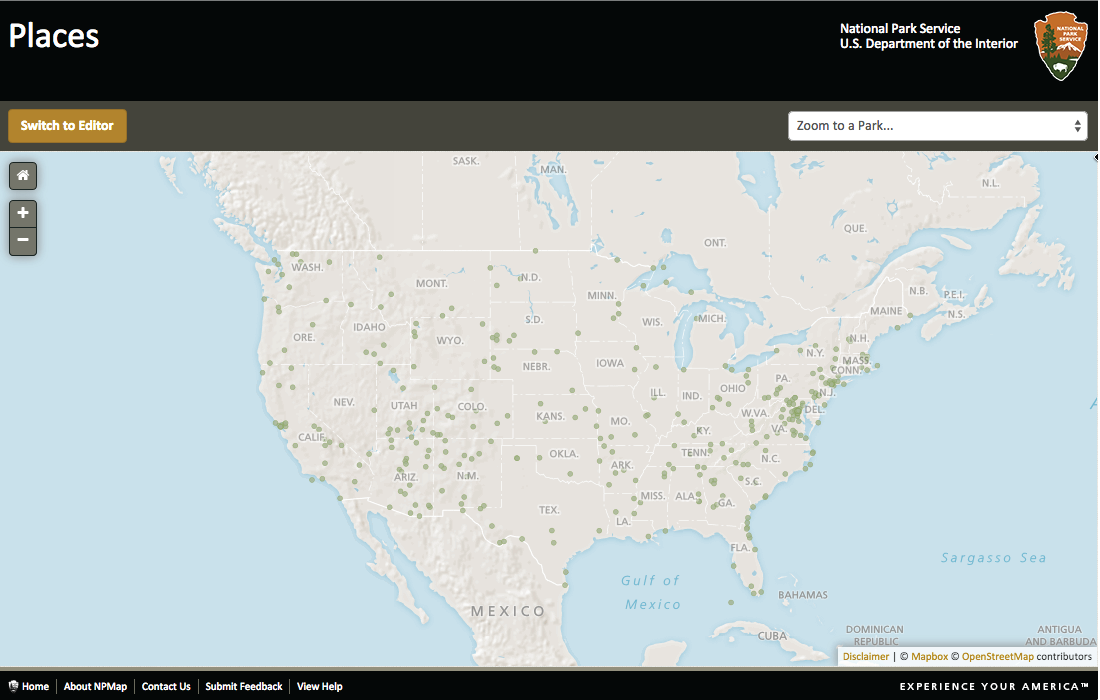 Places
National Park Service
U.S. Department of the Interior
NATIONAL
PARK
SERVICE
Switch to Editor
Zoom to a Park...
SASK.
MAN.
N.L.
ONT.
QUE.
WASH.
MONT.
N.D.
MINN.
N.B.
P.E.I.
N.S.
MAINE
S.D.
WIS.
MICH.
ORE.
IDAHO
WYO.
N.H.
N.Y.
MASS.
CONN.
IOWA
NEBR.
PA.
OHIO
ILL.
IND.
N.J.
NEV.
UTAH
COLO.
DEL.
KANS.
MO.
W.VA.
VA.
KY.
CALIF.
OKLA.
TENN.
N.C.
ARK.
ARIZ.
N.M.
S.C.
MISS.
ALA.
GA.
TEX.
LA.
FLA.
Sargasso Sea
Gulf of
Mexico
BAHAMAS
MEXICO
CUBA
DOMINICAN
REPUBLIC
ANTIGUA
AND BARBUDA
Disclaimer | © Mapbox © OpenStreetMap contributors
Home
About NPMap
Contact Us
Submit Feedback
View Help
EXPERIENCE YOUR AMERICA™